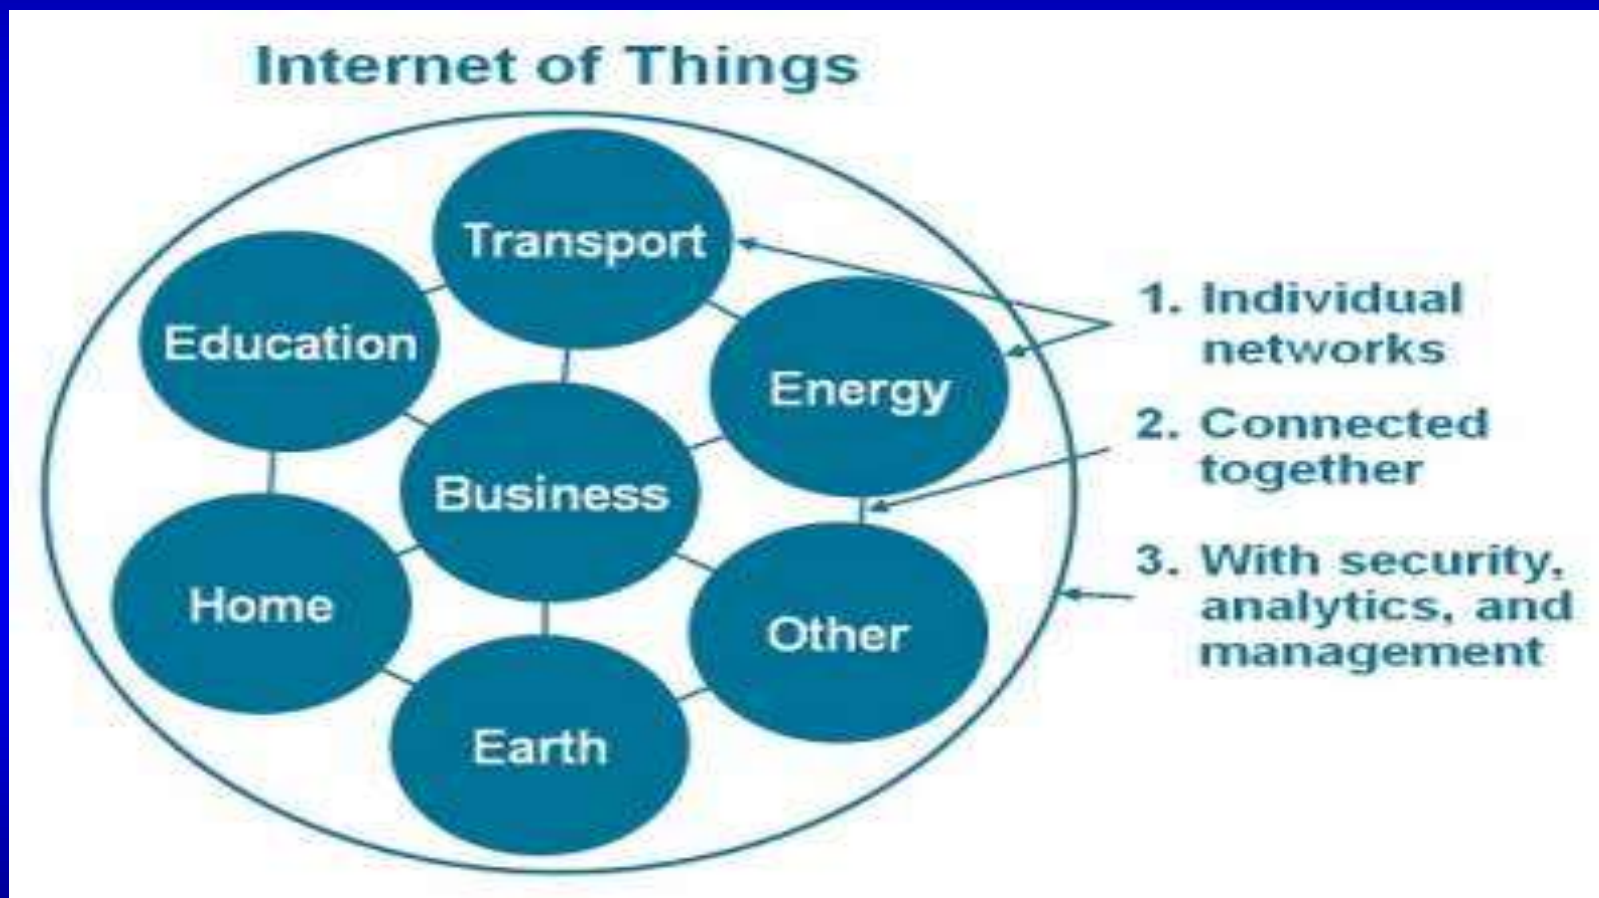 Internet of Things
Transport
Education
Energy
Business
Home
Other
Earth
1. Individual
networks
2. Connected
together
3. With security,
analytics, and
management